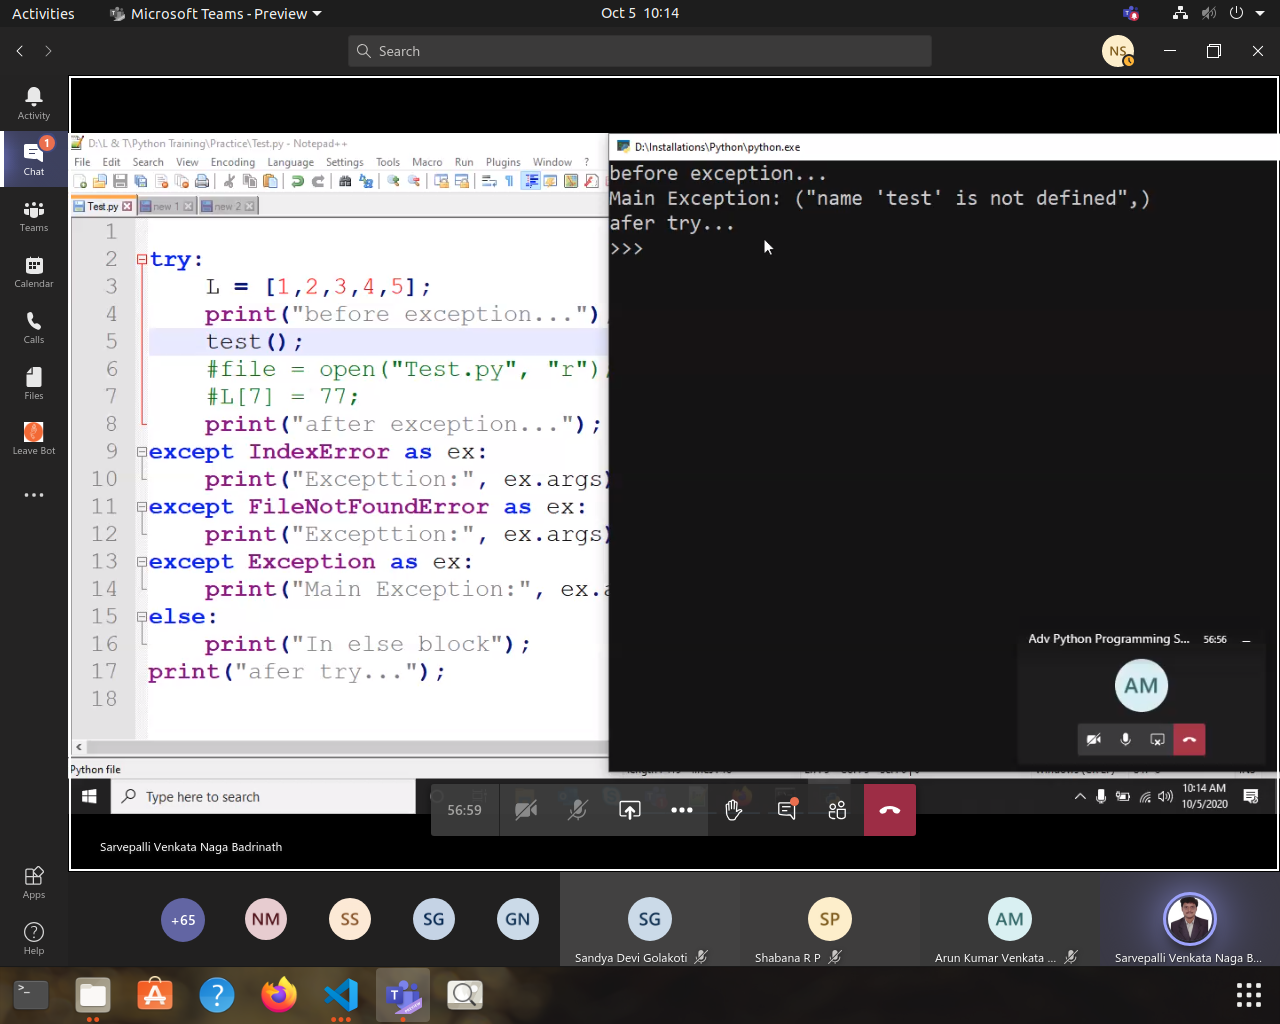 Activities
Microsoft Teams - Preview
Oct 5 10:14
Search
NS
Activity
Chat
1
Teams
Calendar
Calls
Files
Leave Bot
Apps
Help
D:\L & T\Python Training\Practice\Test.py - Notepad++
File Edit Search View Encoding Language Settings Tools Macro Run Plugins Window ?
Test.py new 1 new 2
1
2 try:
3 L = [1,2,3,4,5];
4 print("before exception...")
5 test();
6 #file = open("Test.py", "r");
7 #L[7] = 77;
8 print("after exception...");
9 except IndexError as ex:
10 print("Excepttion:", ex.args)
11 except FileNotFoundError as ex:
12 print("Excepttion:", ex.args)
13 except Exception as ex:
14 print("Main Exception:", ex.a
15 else:
16 print("In else block");
17 print("afer try...");
18
Python file
D:\Installations\Python\python.exe
before exception...
Main Exception: ("name 'test' is not defined",)
afer try...
>>>
Adv Python Programming S... 56:56
AM
Type here to search
10:14 AM
10/5/2020
56:59
Sarvepalli Venkata Naga Badrinath
+65
NM
SS
SG
GN
SG
Sandya Devi Golakoti
SP
Shabana R P
AM
Arun Kumar Venkata ...
Sarvepalli Venkata Naga B...